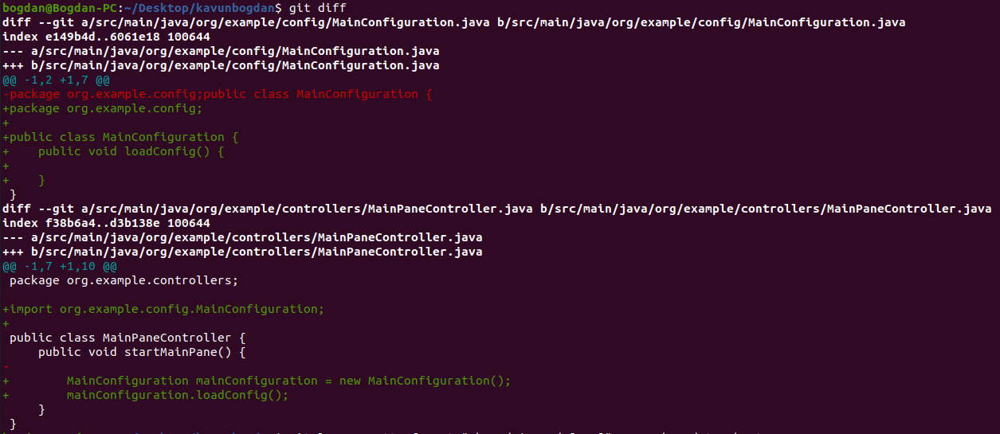 bogdan@Bogdan-PC:~/Desktop/kavunbogdan$ git diff
diff --git a/src/main/java/org/example/config/MainConfiguration.java b/src/main/java/org/example/config/MainConfiguration.java
index e149b4d..6061e18 100644
--- a/src/main/java/org/example/config/MainConfiguration.java
+++ b/src/main/java/org/example/config/MainConfiguration.java
@@ -1,2 +1,7 @@
-package org.example.config;public class MainConfiguration {
+package org.example.config;
+
+public class MainConfiguration {
+    public void loadConfig() {
+
+    }
 }
diff --git a/src/main/java/org/example/controllers/MainPaneController.java b/src/main/java/org/example/controllers/MainPaneController.java
index f38b6a4..d3b138e 100644
--- a/src/main/java/org/example/controllers/MainPaneController.java
+++ b/src/main/java/org/example/controllers/MainPaneController.java
@@ -1,7 +1,10 @@
 package org.example.controllers;

+import org.example.config.MainConfiguration;
+
 public class MainPaneController {
     public void startMainPane() {
-
+        MainConfiguration mainConfiguration = new MainConfiguration();
+        mainConfiguration.loadConfig();
     }
 }